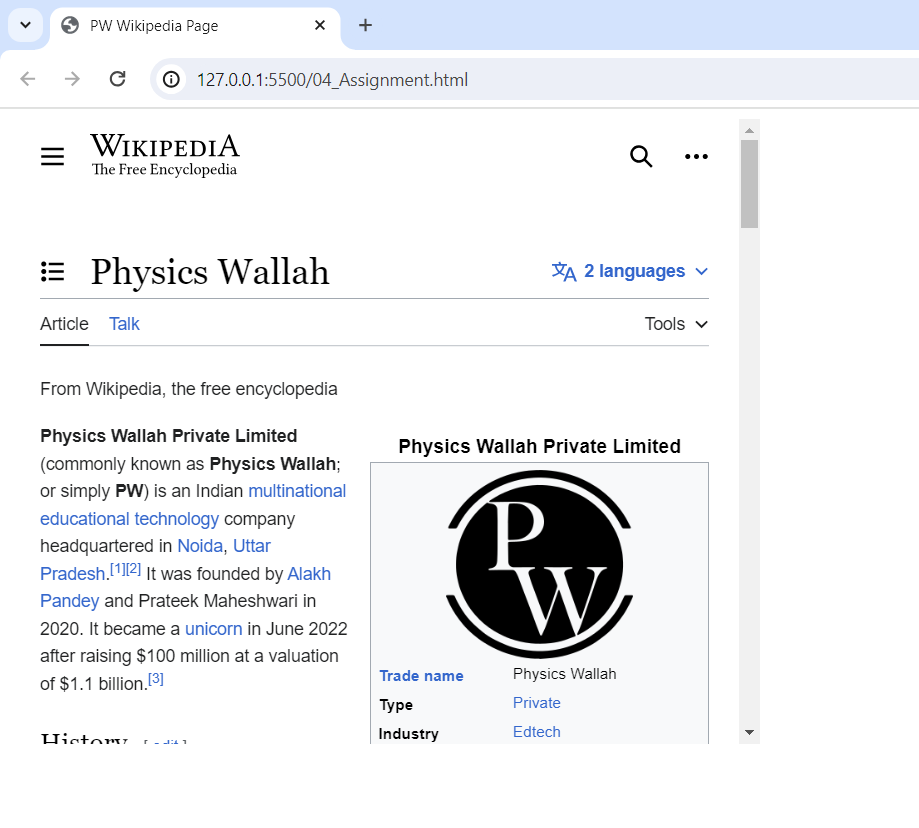 PW Wikipedia Page
127.0.0.1:5500/04_Assignment.html
WIKIPEDIA
The Free Encyclopedia
Physics Wallah
文A 2 languages
Article Talk
Tools
From Wikipedia, the free encyclopedia
Physics Wallah Private Limited
(commonly known as Physics Wallah;
or simply PW) is an Indian multinational
educational technology company
headquartered in Noida, Uttar
Pradesh.[1][2] It was founded by Alakh
Pandey and Prateek Maheshwari in
2020. It became a unicorn in June 2022
after raising $100 million at a valuation
of $1.1 billion.[3]
History [ edit ]
Physics Wallah Private Limited
P
W
Trade name Physics Wallah
Type Private
Industry Edtech